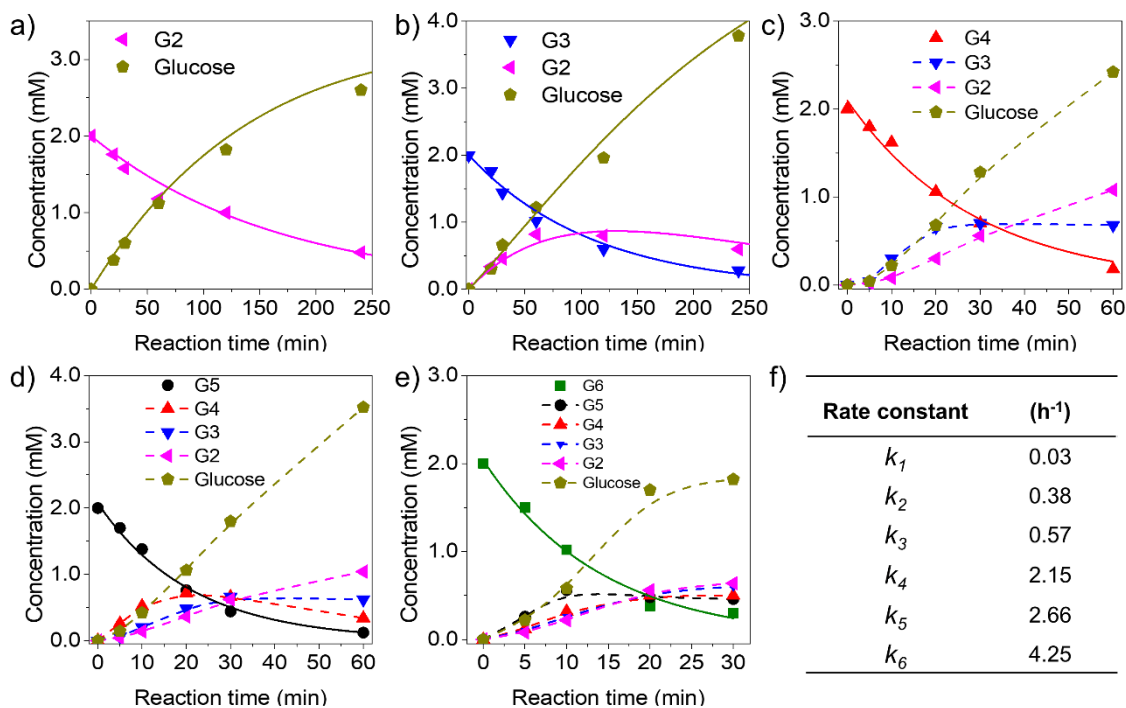 a)
G2
Glucose
Concentration (mM)
3.0
2.0
1.0
0.0
0 50 100 150 200 250
Reaction time (min)
b)
G3
G2
Glucose
Concentration (mM)
4.0
3.0
2.0
1.0
0.0
0 50 100 150 200 250
Reaction time (min)
c)
G4
G3
G2
Glucose
Concentration (mM)
3.0
2.0
1.0
0.0
0 10 20 30 40 50 60
Reaction time (min)
d)
G5
G4
G3
G2
Glucose
Concentration (mM)
4.0
3.0
2.0
1.0
0.0
0 10 20 30 40 50 60
Reaction time (min)
e)
G6
G5
G4
G3
G2
Glucose
Concentration (mM)
3.0
2.0
1.0
0.0
0 5 10 15 20 25 30
Reaction time (min)
f)
Rate constant (h⁻¹)
k₁ 0.03
k₂ 0.38
k₃ 0.57
k₄ 2.15
k₅ 2.66
k₆ 4.25